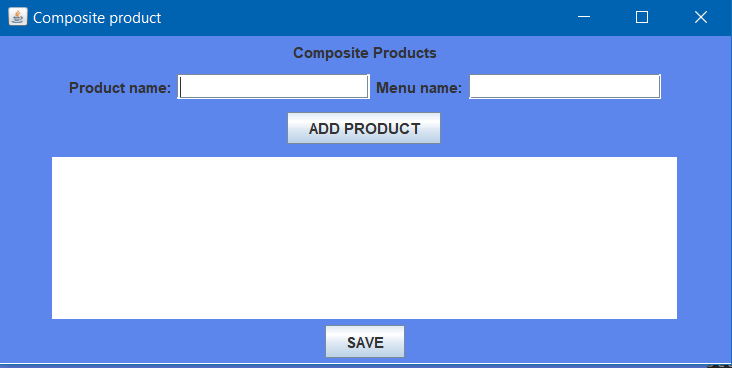 Composite product
Composite Products
Product name: Menu name:
ADD PRODUCT
SAVE